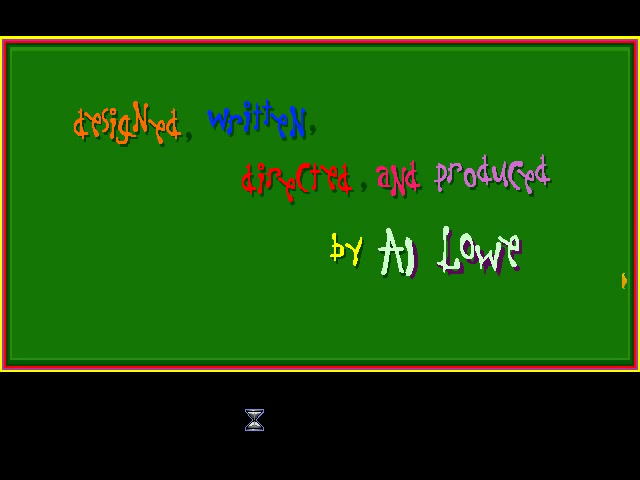 designed, written,
directed, and produced
by Al Lowe